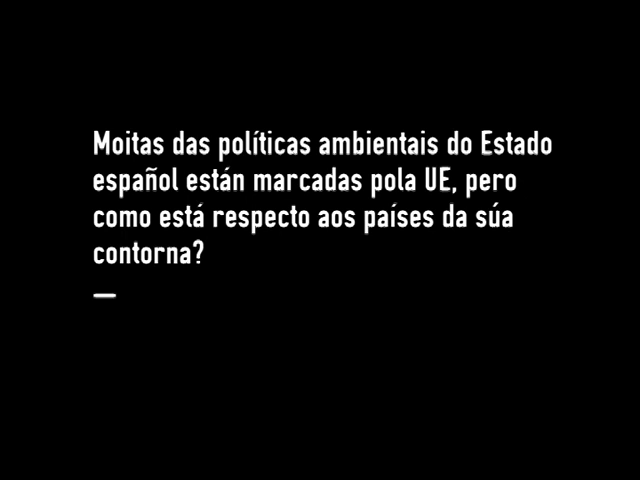 Moitas das políticas ambientais do Estado
español están marcadas pola UE, pero
como está respecto aos países da súa
contorna?
—